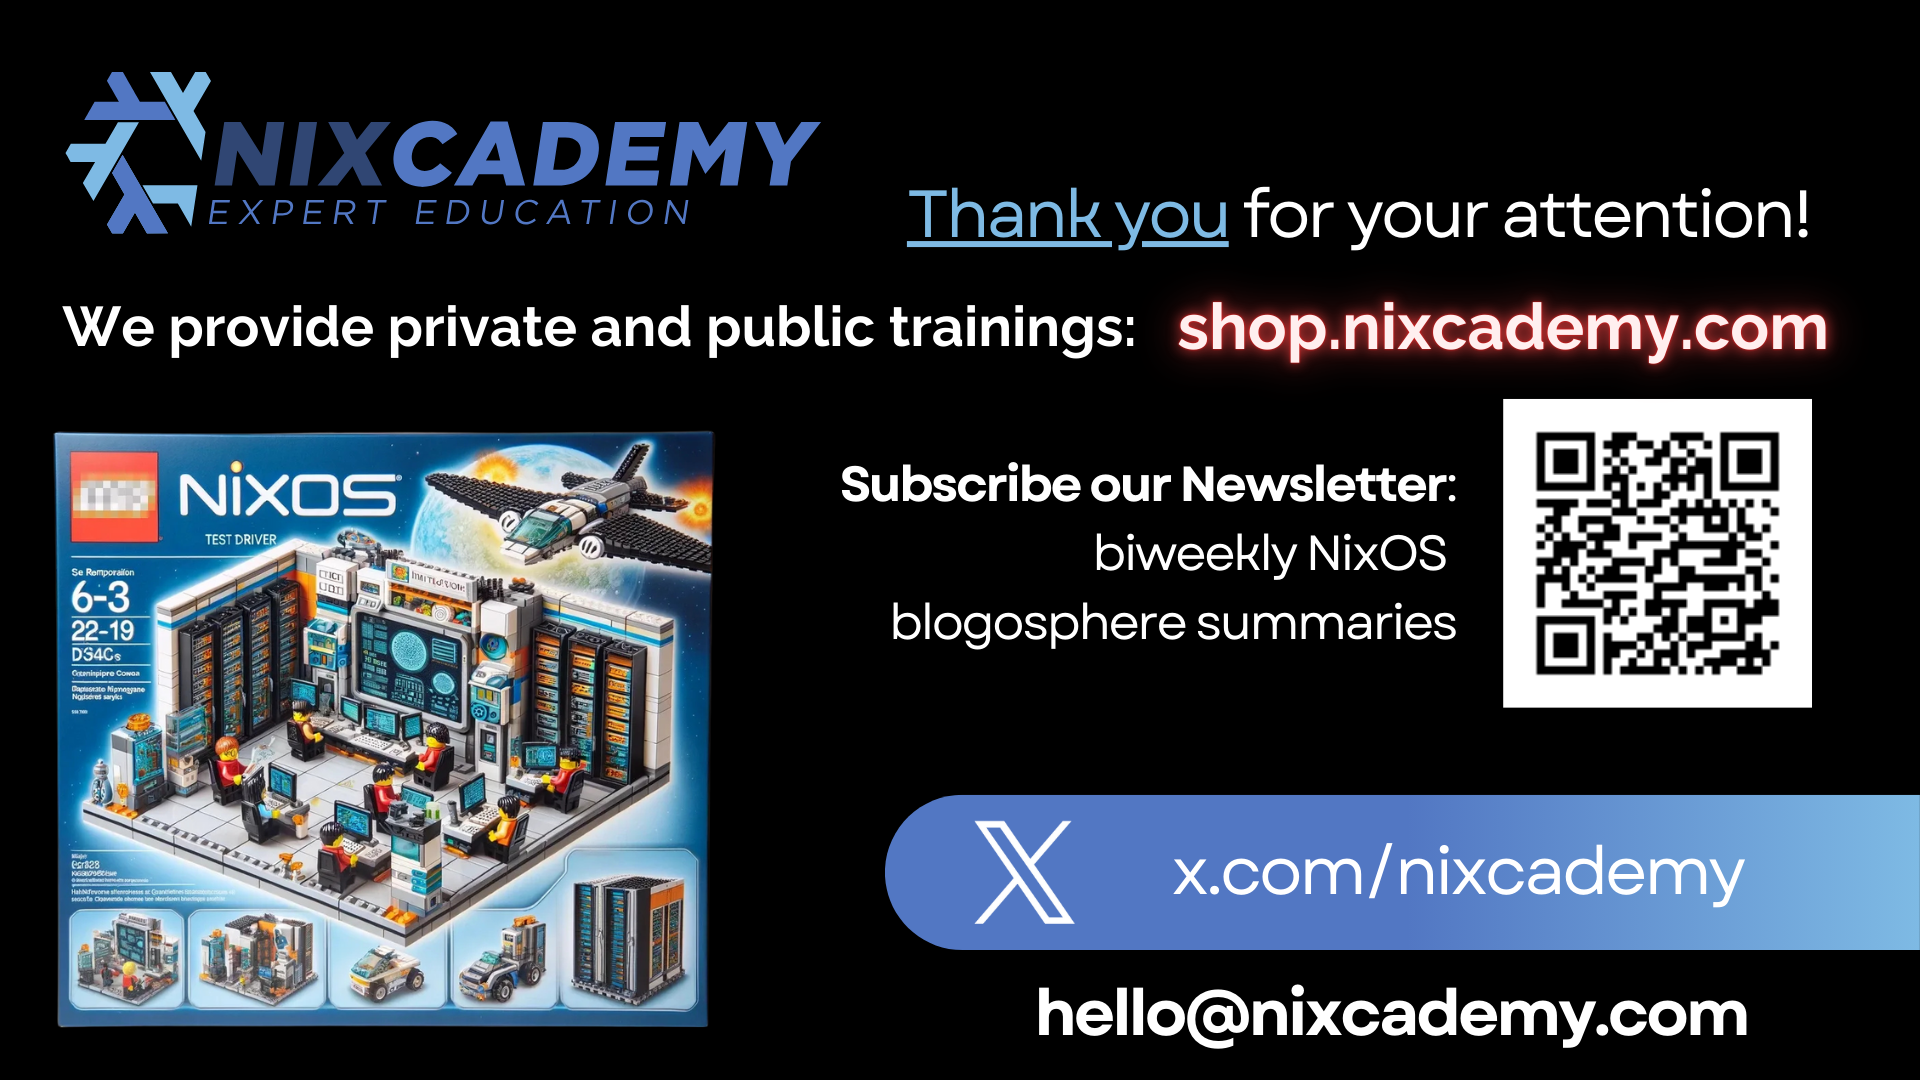 NIXCADEMY
EXPERT EDUCATION
Thank you for your attention!
We provide private and public trainings: shop.nixcademy.com
NiXOS
TEST DRIVER
6-3
22-19
Subscribe our Newsletter:
biweekly NixOS
blogosphere summaries
x.com/nixcademy
hello@nixcademy.com